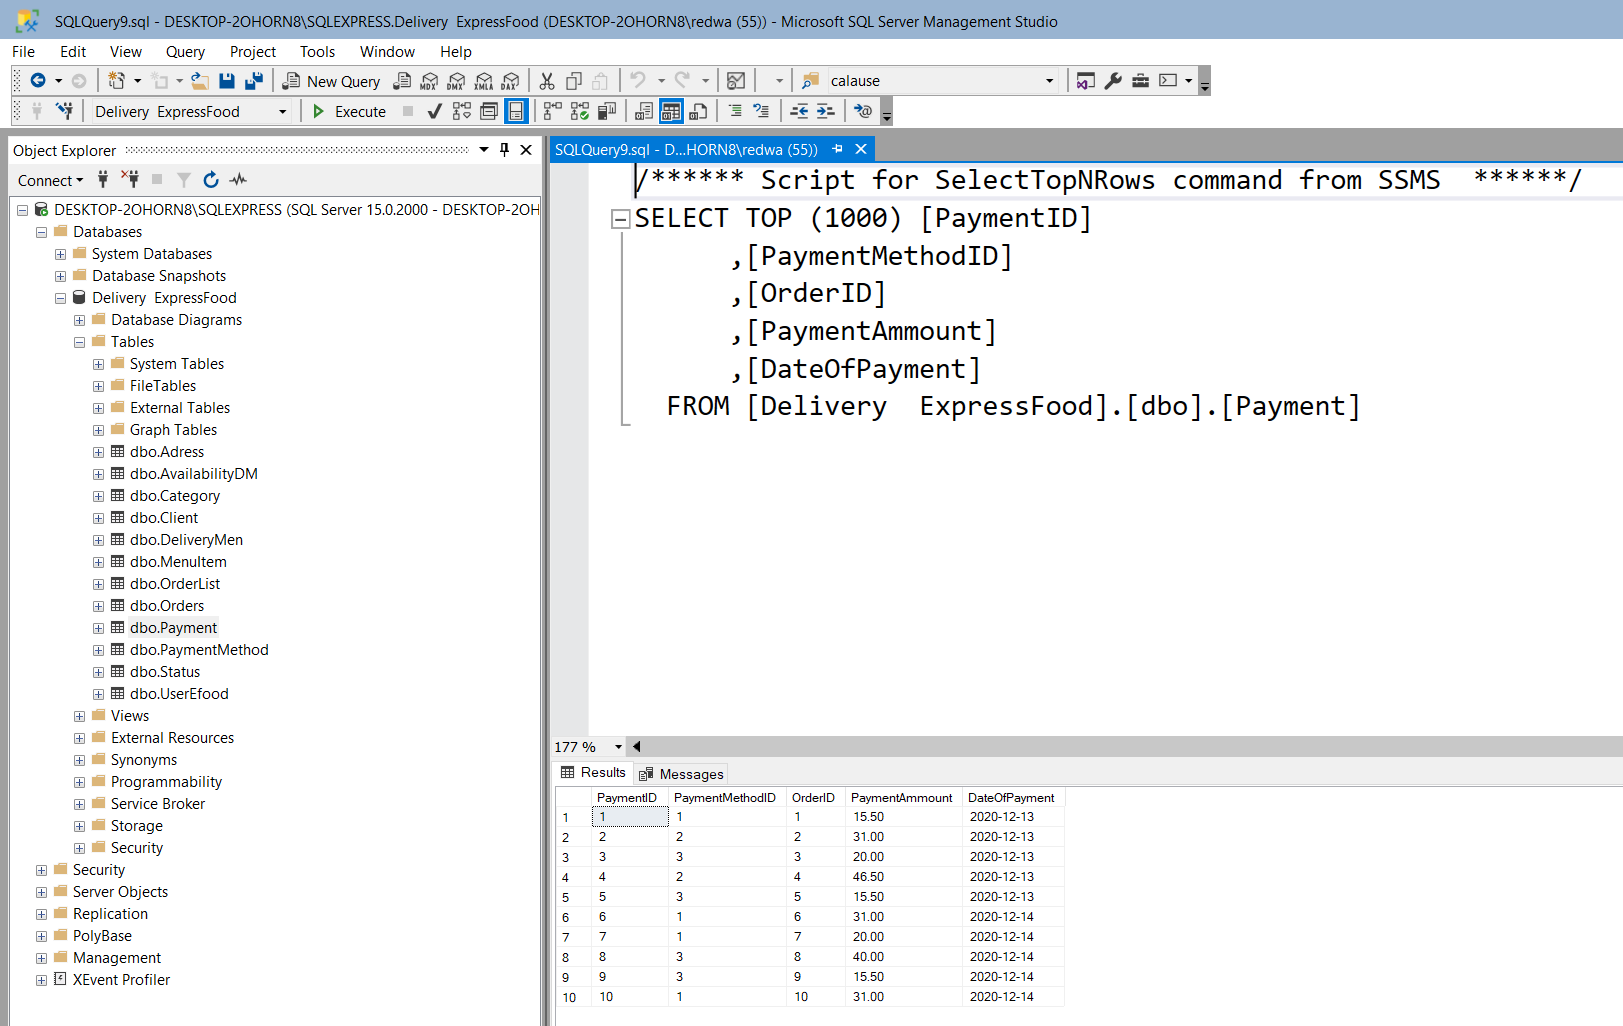 SQLQuery9.sql - DESKTOP-2OHORN8\SQLEXPRESS.Delivery  ExpressFood (DESKTOP-2OHORN8\redwa (55)) - Microsoft SQL Server Management Studio
File Edit View Query Project Tools Window Help
New Query MDX DMX XMLA DAX calause
Delivery  ExpressFood Execute
Object Explorer
Connect
DESKTOP-2OHORN8\SQLEXPRESS (SQL Server 15.0.2000 - DESKTOP-2OH
Databases
System Databases
Database Snapshots
Delivery  ExpressFood
Database Diagrams
Tables
System Tables
FileTables
External Tables
Graph Tables
dbo.Adress
dbo.AvailabilityDM
dbo.Category
dbo.Client
dbo.DeliveryMen
dbo.MenuItem
dbo.OrderList
dbo.Orders
dbo.Payment
dbo.PaymentMethod
dbo.Status
dbo.UserEfood
Views
External Resources
Synonyms
Programmability
Service Broker
Storage
Security
Security
Server Objects
Replication
PolyBase
Management
XEvent Profiler
SQLQuery9.sql - D...HORN8\redwa (55))
/****** Script for SelectTopNRows command from SSMS  ******/
SELECT TOP (1000) [PaymentID]
,[PaymentMethodID]
,[OrderID]
,[PaymentAmmount]
,[DateOfPayment]
FROM [Delivery  ExpressFood].[dbo].[Payment]
177 %
Results Messages
PaymentID PaymentMethodID OrderID PaymentAmmount DateOfPayment
1 1 1 1 15.50 2020-12-13
2 2 2 2 31.00 2020-12-13
3 3 3 3 20.00 2020-12-13
4 4 2 4 46.50 2020-12-13
5 5 3 5 15.50 2020-12-13
6 6 1 6 31.00 2020-12-14
7 7 1 7 20.00 2020-12-14
8 8 3 8 40.00 2020-12-14
9 9 3 9 15.50 2020-12-14
10 10 1 10 31.00 2020-12-14